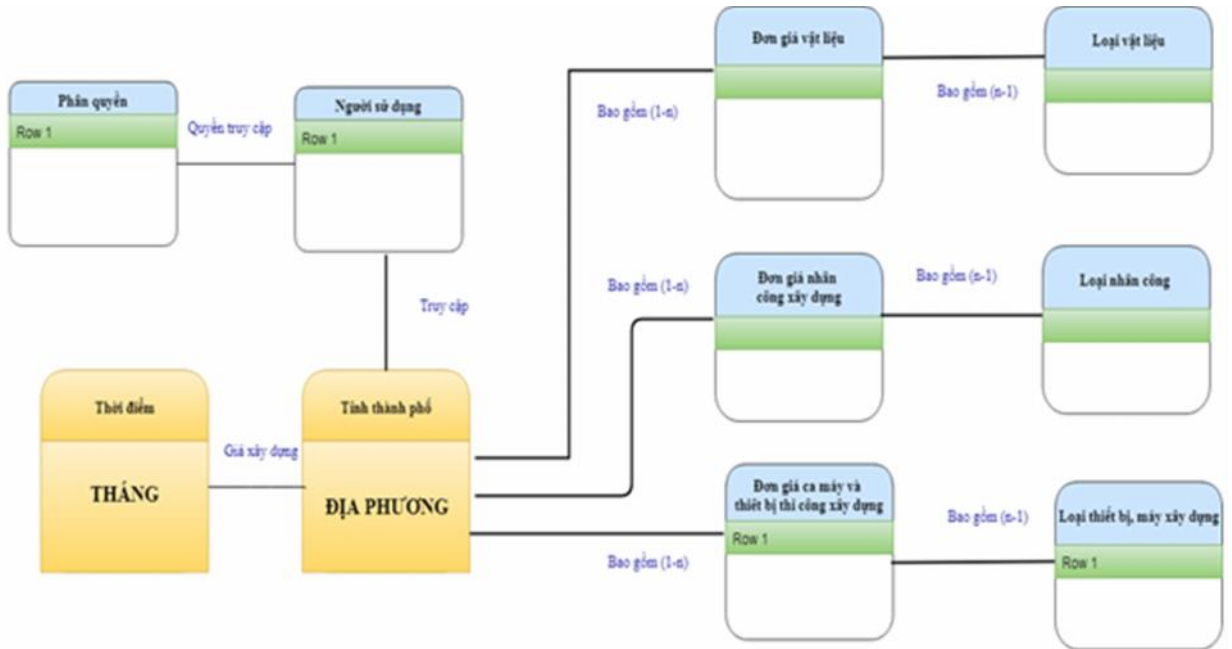 Đơn giá vật liệu
Loại vật liệu
Bao gồm (1-n)
Bao gồm (n-1)
Phân quyền
Row 1
Quyền truy cập
Người sử dụng
Row 1
Truy cập
Đơn giá nhân
công xây dựng
Loại nhân công
Bao gồm (1-n)
Bao gồm (n-1)
Thời điểm
THÁNG
Giá xây dựng
Tỉnh thành phố
ĐỊA PHƯƠNG
Đơn giá ca máy và
thiết bị thi công xây dựng
Row 1
Bao gồm (1-n)
Bao gồm (n-1)
Loại thiết bị, máy xây dựng
Row 1